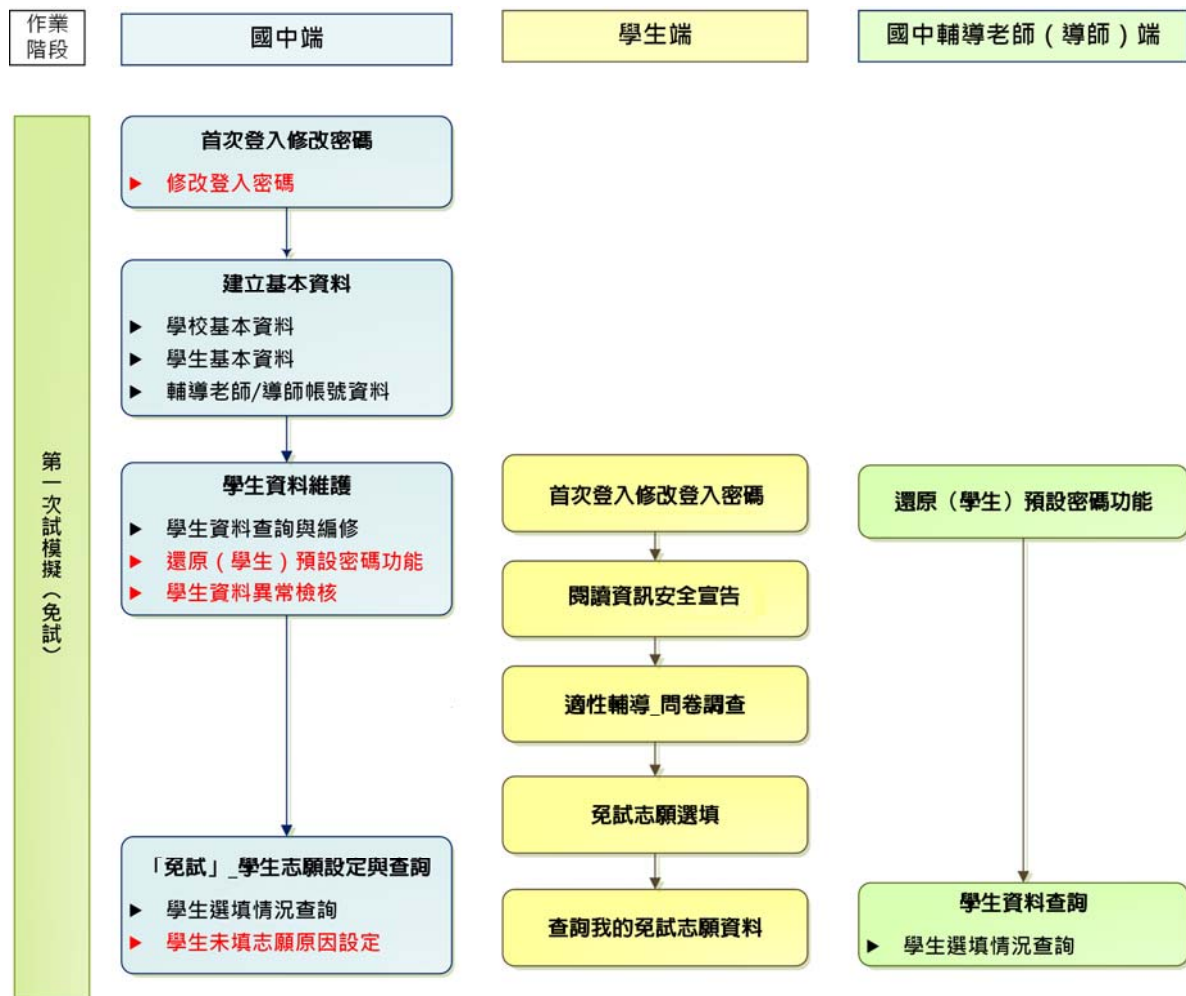 作業
階段
國中端
學生端
國中輔導老師（導師）端
第一次試模擬（免試）
首次登入修改密碼
► 修改登入密碼
建立基本資料
► 學校基本資料
► 學生基本資料
► 輔導老師/導師帳號資料
學生資料維護
► 學生資料查詢與編修
► 還原（學生）預設密碼功能
► 學生資料異常檢核
「免試」_學生志願設定與查詢
► 學生選填情況查詢
► 學生未填志願原因設定
首次登入修改登入密碼
閱讀資訊安全宣告
適性輔導_問卷調查
免試志願選填
查詢我的免試志願資料
還原（學生）預設密碼功能
學生資料查詢
► 學生選填情況查詢